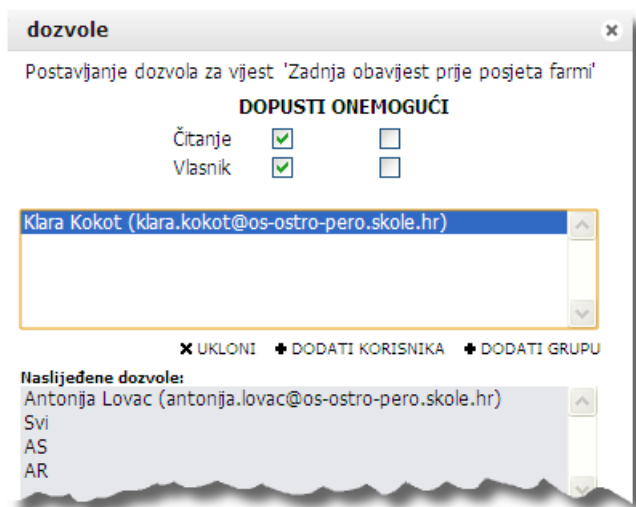 dozvole
Postavljanje dozvola za vijest 'Zadnja obavijest prije posjeta farmi'
DOPUSTI ONEMOGUĆI
Čitanje
Vlasnik
Klara Kokot (klara.kokot@os-ostro-pero.skole.hr)
UKLONI DODATI KORISNIKA DODATI GRUPU
Naslijeđene dozvole:
Antonija Lovac (antonija.lovac@os-ostro-pero.skole.hr)
Svi
AS
AR